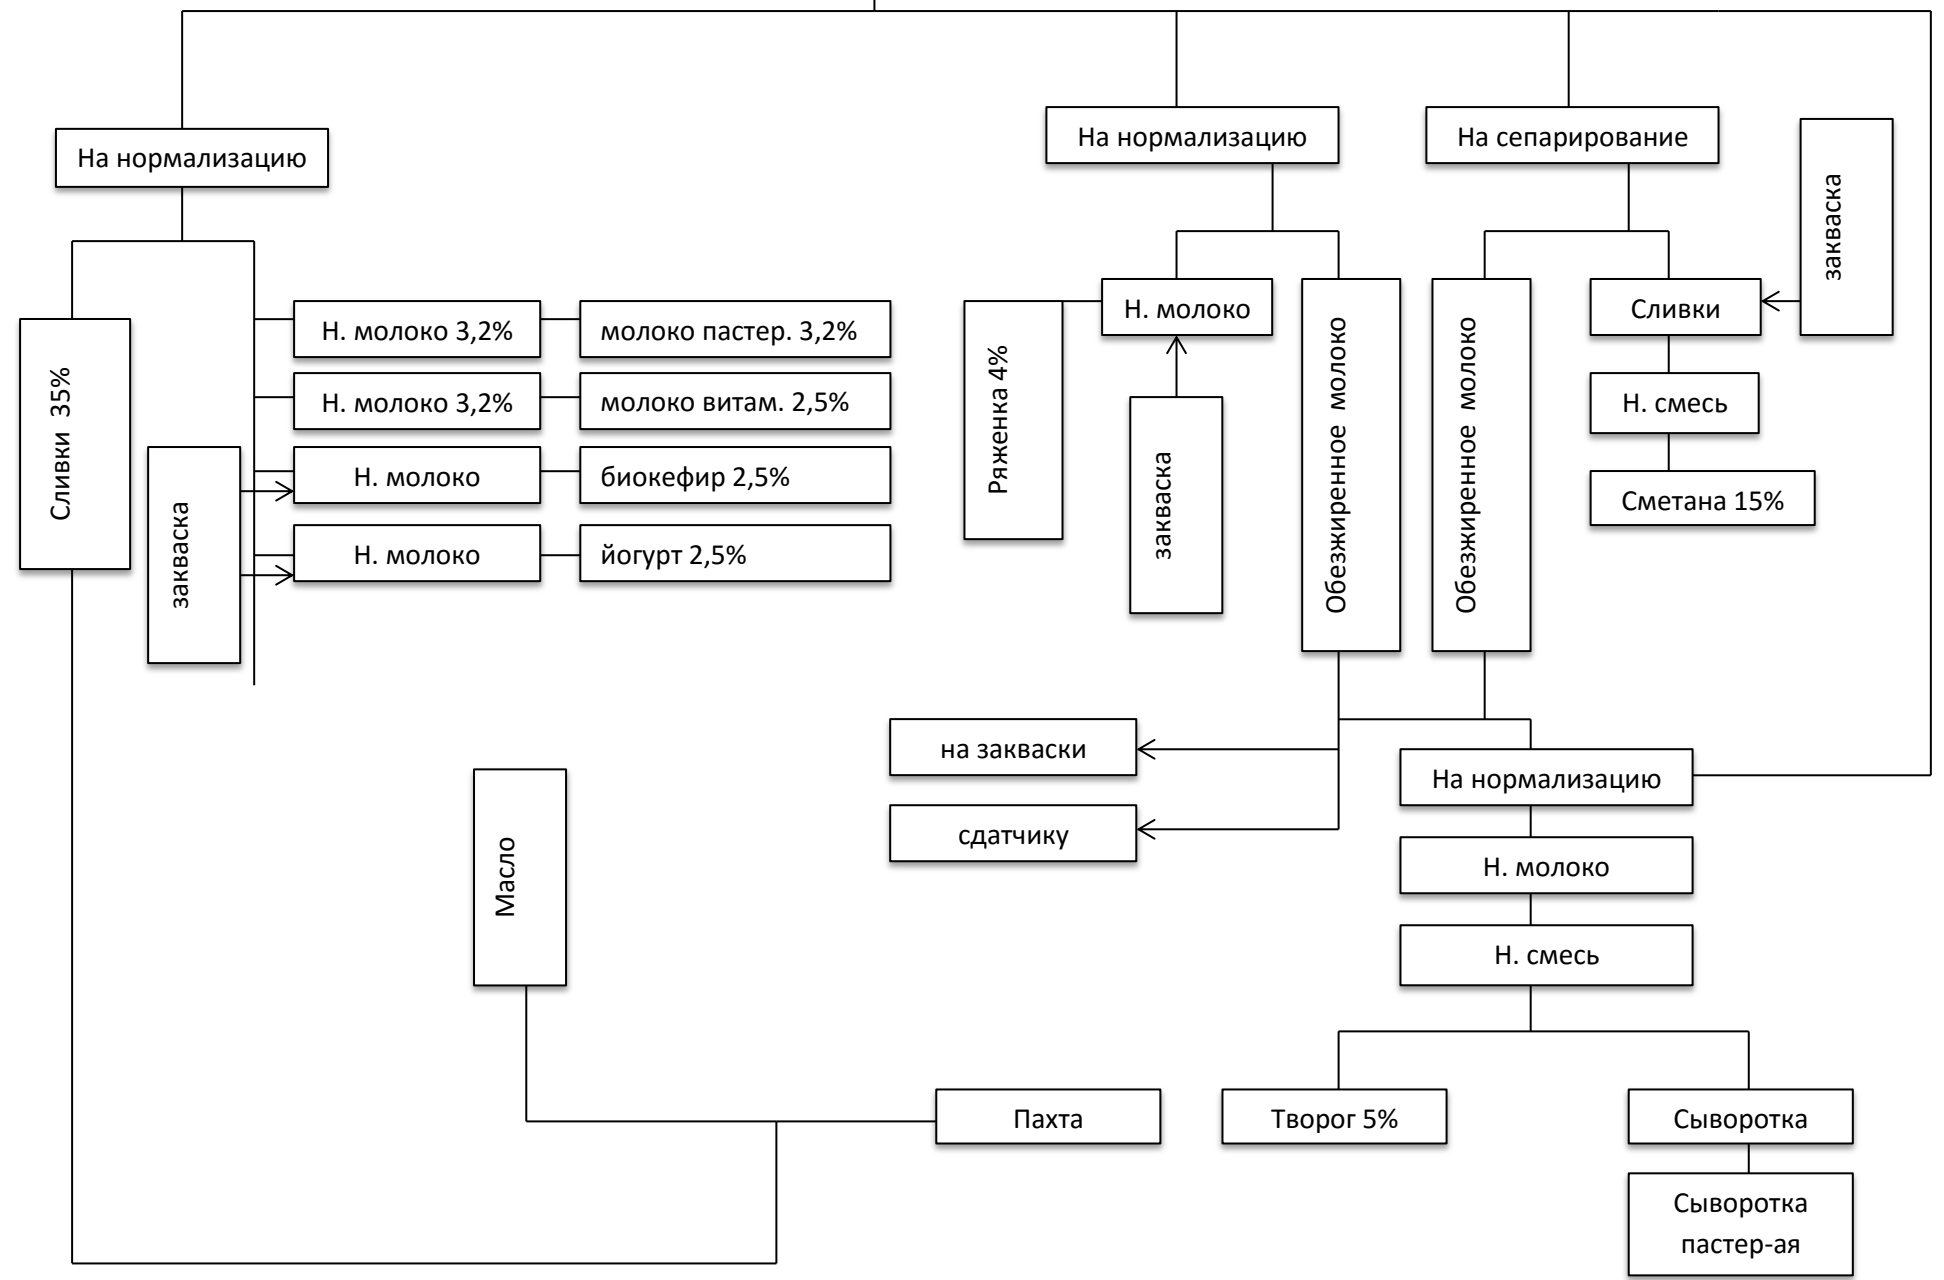 На нормализацию
На нормализацию
На сепарирование
закваска
Сливки 35%
закваска
Н. молоко 3,2%
молоко пастер. 3,2%
Н. молоко 3,2%
молоко витам. 2,5%
Н. молоко
биокефир 2,5%
Н. молоко
йогурт 2,5%
Ряженка 4%
Н. молоко
закваска
Обезжиренное молоко
Обезжиренное молоко
Сливки
Н. смесь
Сметана 15%
на закваски
сдатчику
На нормализацию
Н. молоко
Н. смесь
Масло
Пахта
Творог 5%
Сыворотка
Сыворотка
пастер-ая